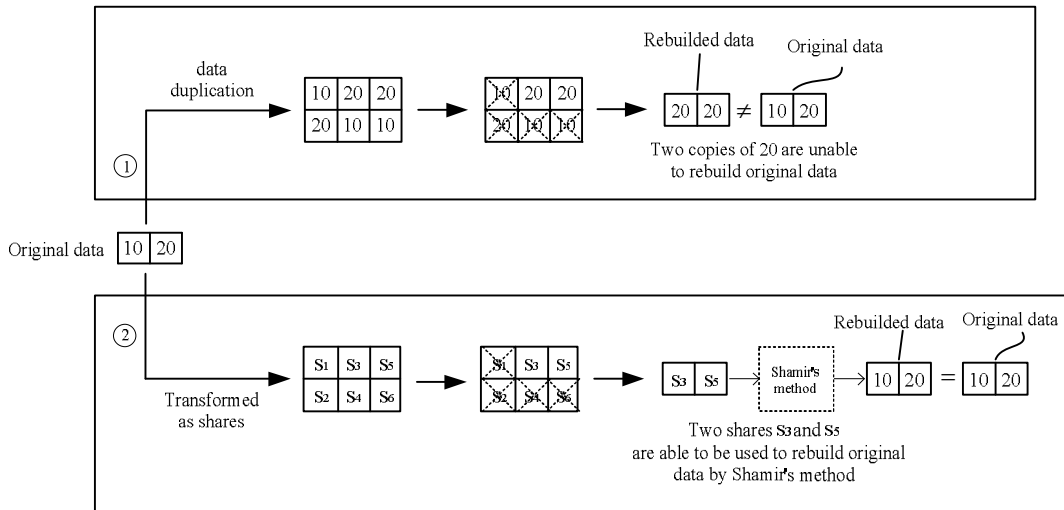 Rebuilded data
Original data
data
duplication
10 20 20
20 10 10
10 20 20
20 10 10
20 20 ≠ 10 20
Two copies of 20 are unable
to rebuild original data
①
Original data 10 20
②
Rebuilded data
Original data
Transformed
as shares
S1 S3 S5
S2 S4 S6
S1 S3 S5
S2 S4 S6
S3 S5
Shamir's
method
10 20 = 10 20
Two shares S3 and S5
are able to be used to rebuild original
data by Shamir's method